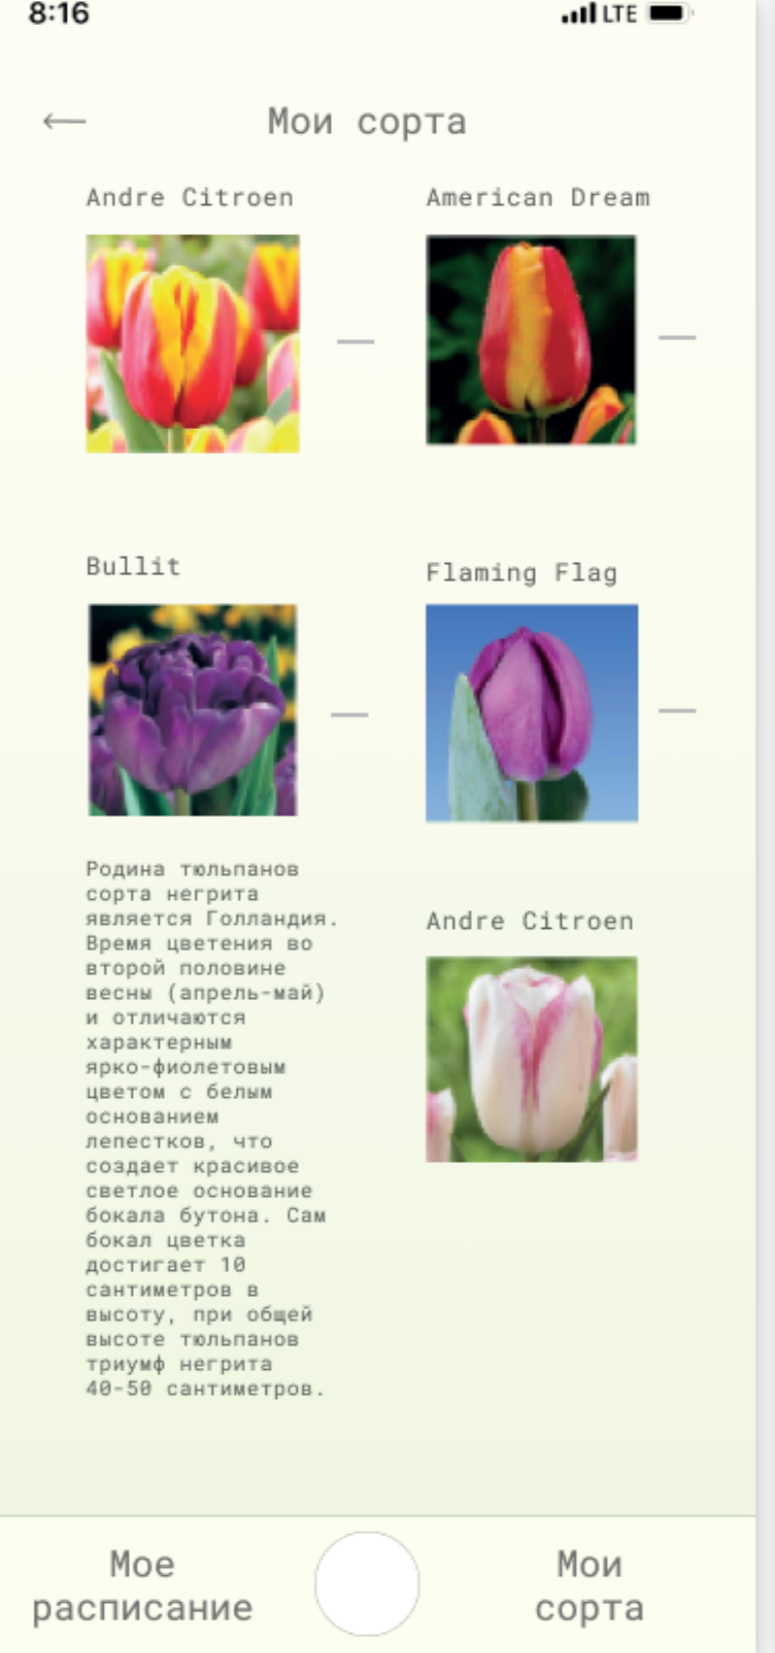 8:16
LTE
Мои сорта
Andre Citroen
American Dream
Bullit
Flaming Flag
Родина тюльпанов
сорта негрита
является Голландия.
Время цветения во
второй половине
весны (апрель-май)
и отличаются
характерным
ярко-фиолетовым
цветом с белым
основанием
лепестков, что
создает красивое
светлое основание
бокала бутона. Сам
бокал цветка
достигает 10
сантиметров в
высоту, при общей
высоте тюльпанов
триумф негрита
40-50 сантиметров.
Andre Citroen
Мое
расписание
Мои
сорта